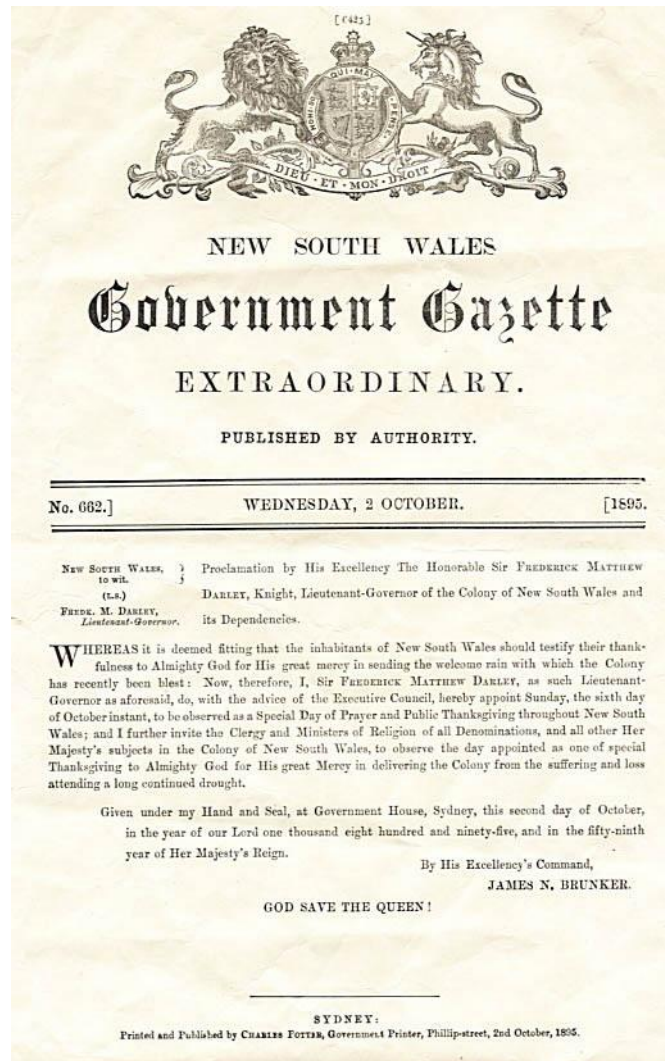 [6425]
HONI·SOI QUI·MAL PENSE
DIEU · ET · MON · DROIT
NEW SOUTH WALES
Government Gazette
EXTRAORDINARY.
PUBLISHED BY AUTHORITY.
No. 662.] WEDNESDAY, 2 OCTOBER. [1895.
NEW SOUTH WALES, }
to wit. }
(L.S.)
FREDK. M. DARLEY,
Lieutenant-Governor.
Proclamation by His Excellency The Honorable Sir FREDERICK MATTHEW
DARLEY, Knight, Lieutenant-Governor of the Colony of New South Wales and
its Dependencies.
WHEREAS it is deemed fitting that the inhabitants of New South Wales should testify their thank-
fulness to Almighty God for His great mercy in sending the welcome rain with which the Colony
has recently been blest: Now, therefore, I, Sir FREDERICK MATTHEW DARLEY, as such Lieutenant-
Governor as aforesaid, do, with the advice of the Executive Council, hereby appoint Sunday, the sixth day
of October instant, to be observed as a Special Day of Prayer and Public Thanksgiving throughout New South
Wales; and I further invite the Clergy and Ministers of Religion of all Denominations, and all other Her
Majesty's subjects in the Colony of New South Wales, to observe the day appointed as one of special
Thanksgiving to Almighty God for His great Mercy in delivering the Colony from the suffering and loss
attending a long continued drought.
Given under my Hand and Seal, at Government House, Sydney, this second day of October,
in the year of our Lord one thousand eight hundred and ninety-five, and in the fifty-ninth
year of Her Majesty's Reign.
By His Excellency's Command,
JAMES N. BRUNKER.
GOD SAVE THE QUEEN!
SYDNEY:
Printed and Published by CHARLES POTTER, Government Printer, Phillip-street, 2nd October, 1895.